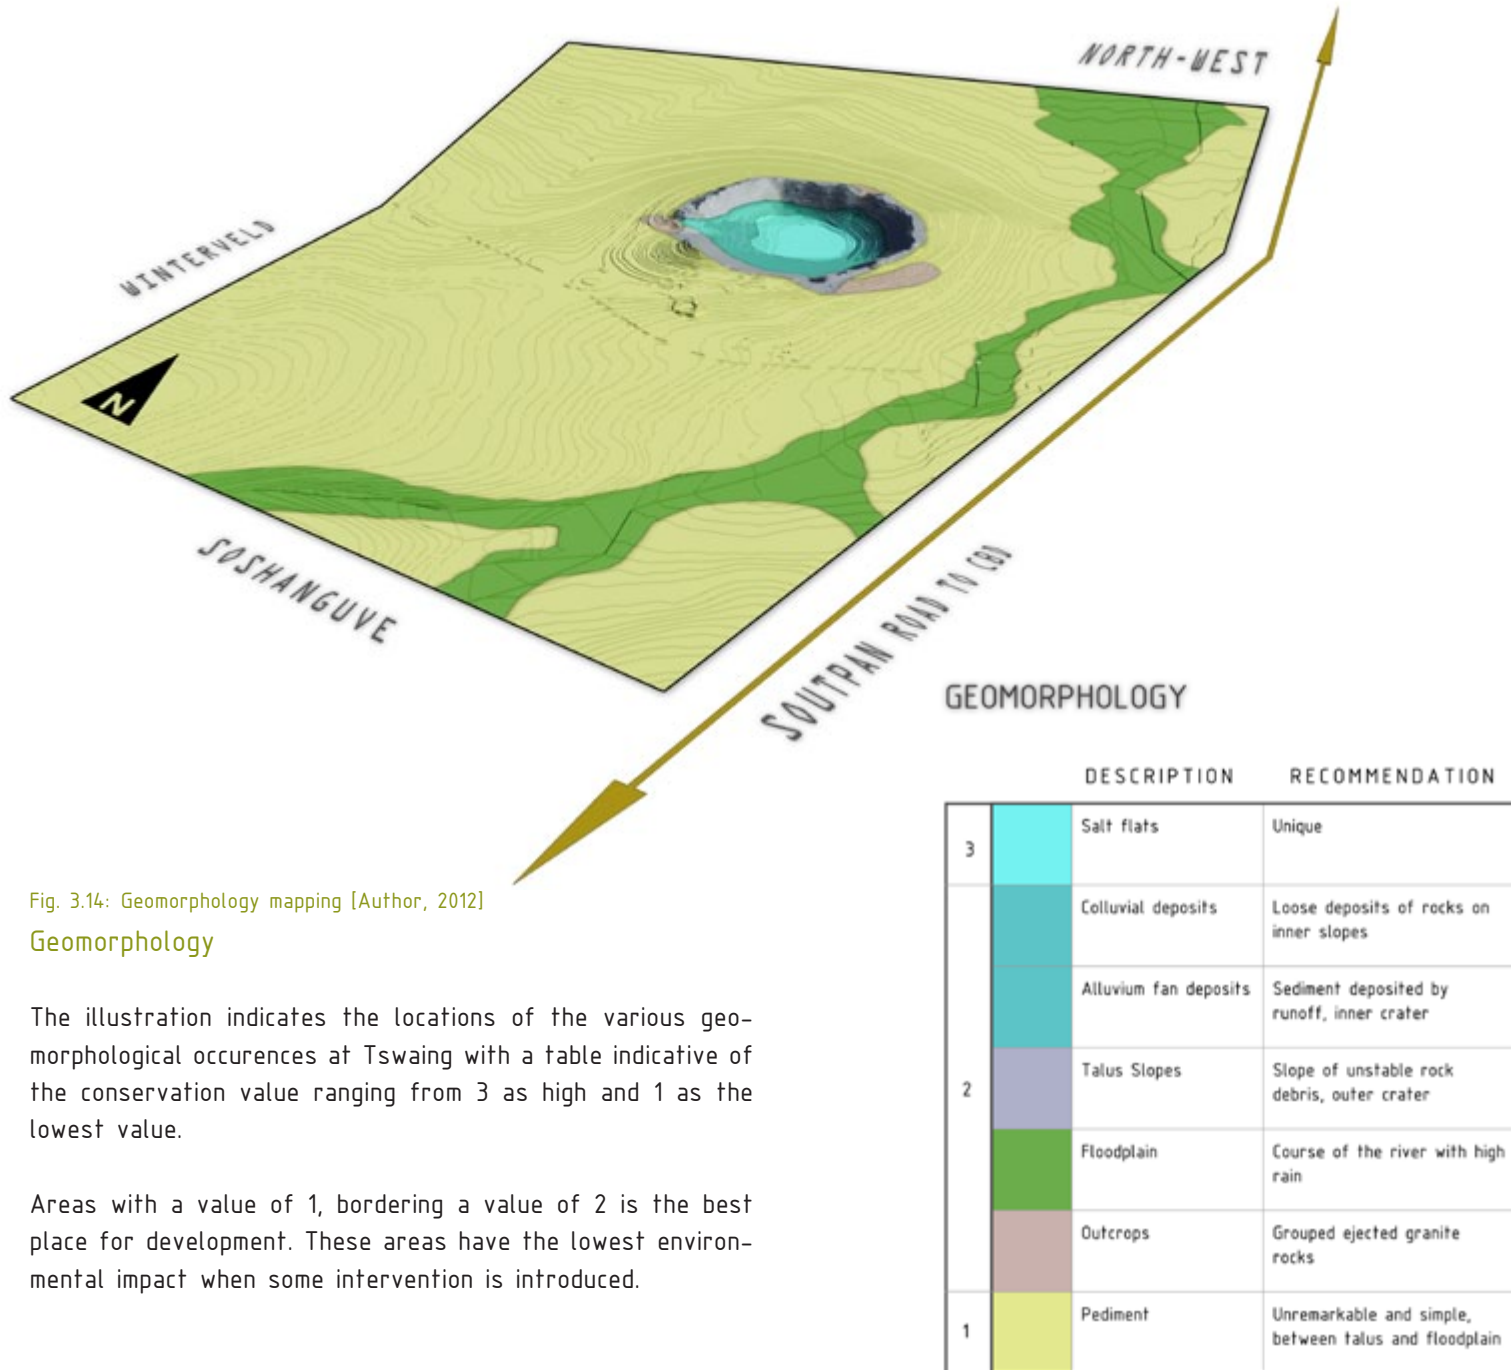 NORTH-WEST
WINTERVELD
N
SOSHANGUVE
SOUTPAN ROAD TO CBD
GEOMORPHOLOGY
DESCRIPTION RECOMMENDATION
3 Salt flats Unique
Colluvial deposits Loose deposits of rocks on
inner slopes
Alluvium fan deposits Sediment deposited by
runoff, inner crater
2 Talus Slopes Slope of unstable rock
debris, outer crater
Floodplain Course of the river with high
rain
Outcrops Grouped ejected granite
rocks
1 Pediment Unremarkable and simple,
between talus and floodplain
Fig. 3.14: Geomorphology mapping [Author, 2012]
Geomorphology
The illustration indicates the locations of the various geo-
morphological occurences at Tswaing with a table indicative of
the conservation value ranging from 3 as high and 1 as the
lowest value.
Areas with a value of 1, bordering a value of 2 is the best
place for development. These areas have the lowest environ-
mental impact when some intervention is introduced.